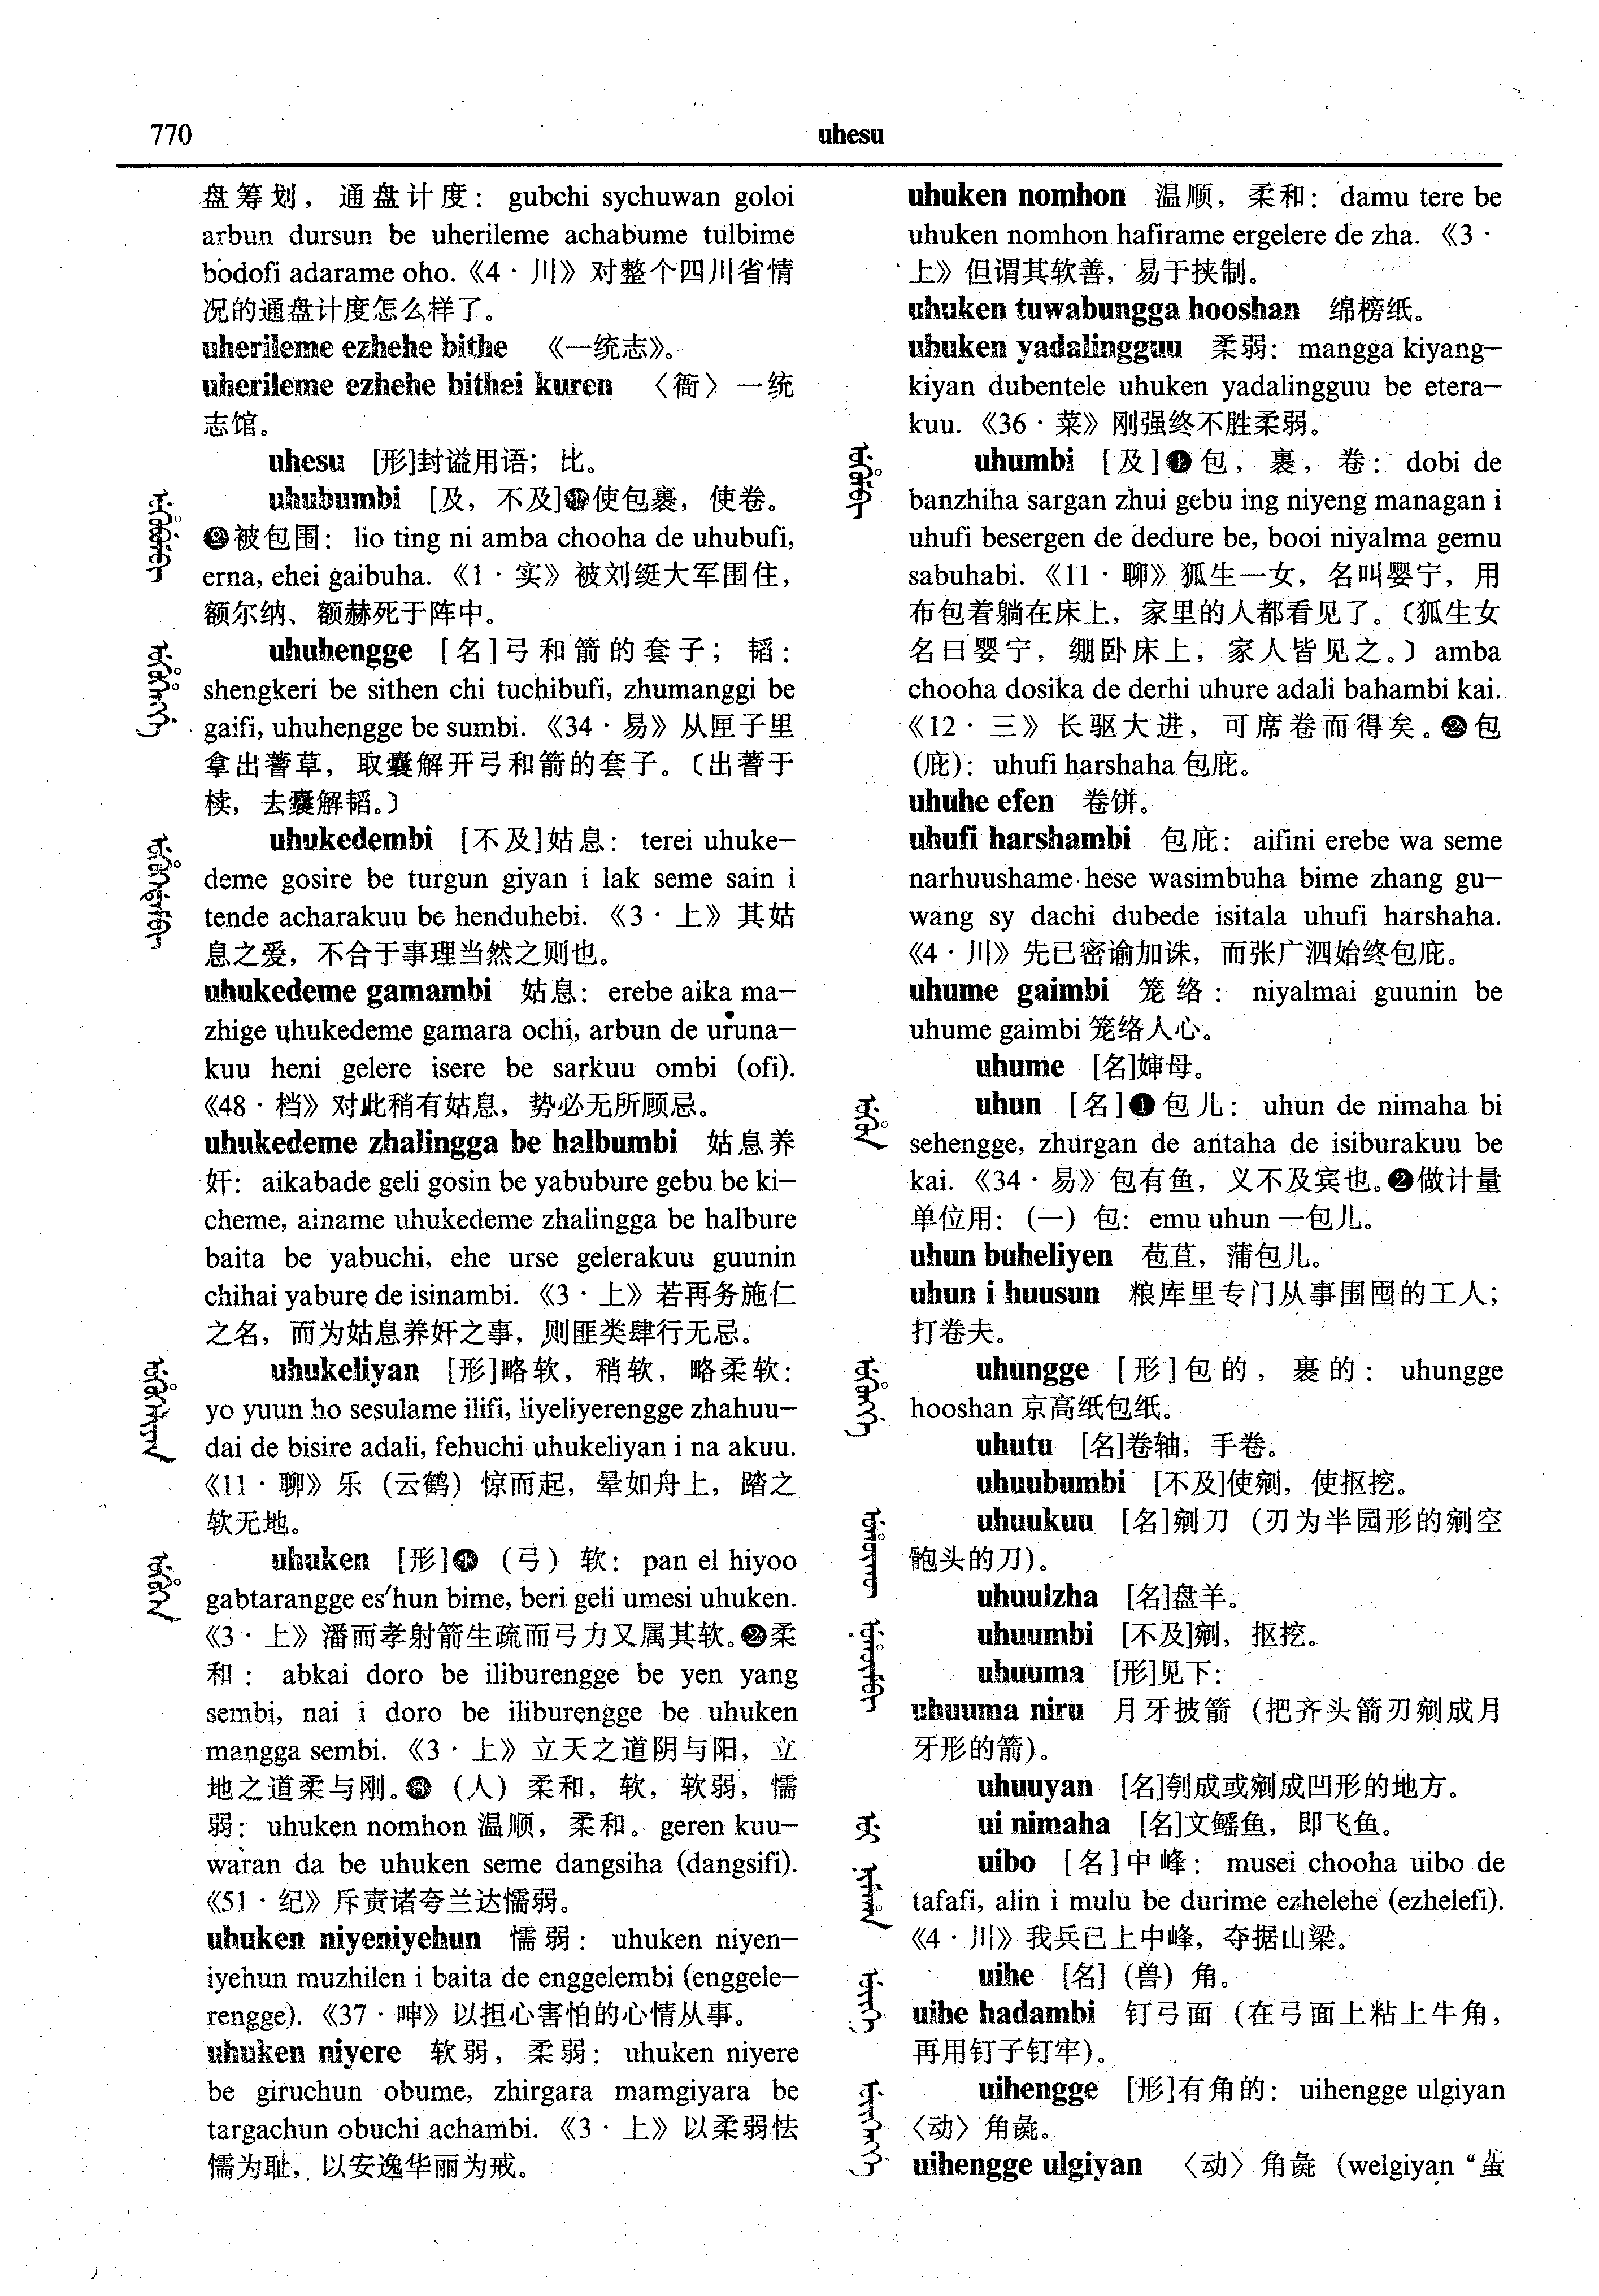 770
uhesu
盘筹划，通盘计度：gubchi sychuwan goloi
arbun dursun be uherileme achabume tulbime
bodofi adarame oho.《4·川》对整个四川省情
况的通盘计度怎么样了。
uherileme ezhehe bithe 《一统志》。
uherileme ezhehe bithei kuren 〈衙〉一统
志馆。
uhesu [形]封谥用语；比。
uhubumbi [及，不及]❶使包裹，使卷。
❷被包围：lio ting ni amba chooha de uhubufi,
erna, ehei gaibuha.《1·实》被刘綎大军围住，
额尔纳、额赫死于阵中。
uhuhengge [名]弓和箭的套子；韬：
shengkeri be sithen chi tuchibufi, zhumanggi be
gaifi, uhuhengge be sumbi.《34·易》从匣子里
拿出蓍草，取囊解开弓和箭的套子。〔出蓍于
椟，去囊解韬。〕
uhukedembi [不及]姑息：terei uhuke—
deme gosire be turgun giyan i lak seme sain i
tende acharakuu be henduhebi.《3·上》其姑
息之爱，不合于事理当然之则也。
uhukedeme gamambi 姑息：erebe aika ma—
zhige uhukedeme gamara ochi, arbun de uruna—
kuu heni gelere isere be sarkuu ombi (ofi).
《48·档》对此稍有姑息，势必无所顾忌。
uhukedeme zhalingga be halbumbi 姑息养
奸：aikabade geli gosin be yabubure gebu be ki—
cheme, ainame uhukedeme zhalingga be halbure
baita be yabuchi, ehe urse gelerakuu guunin
chihai yabure de isinambi.《3·上》若再务施仁
之名，而为姑息养奸之事，则匪类肆行无忌。
uhukeliyan [形]略软，稍软，略柔软：
yo yuun ho sesulame ilifi, liyeliyerengge zhahuu—
dai de bisire adali, fehuchi uhukeliyan i na akuu.
《11·聊》乐（云鹤）惊而起，晕如舟上，踏之
软无地。
uhuken [形]❶（弓）软：pan el hiyoo
gabtarangge es'hun bime, beri geli umesi uhuken.
《3·上》潘而孝射箭生疏而弓力又属其软。❷柔
和：abkai doro be iliburengge be yen yang
sembi, nai i doro be iliburengge be uhuken
mangga sembi.《3·上》立天之道阴与阳，立
地之道柔与刚。❸（人）柔和，软，软弱，懦
弱：uhuken nomhon 温顺，柔和。geren kuu—
waran da be uhuken seme dangsiha (dangsifi).
《51·纪》斥责诸夸兰达懦弱。
uhuken niyeniyehun 懦弱：uhuken niyen—
iyehun muzhilen i baita de enggelembi (enggele—
rengge).《37·呻》以担心害怕的心情从事。
uhuken niyere 软弱，柔弱：uhuken niyere
be giruchun obume, zhirgara mamgiyara be
targachun obuchi achambi.《3·上》以柔弱怯
懦为耻，以安逸华丽为戒。
uhuken nomhon 温顺，柔和：damu tere be
uhuken nomhon hafirame ergelere de zha.《3·
上》但谓其软善，易于挟制。
uhuken tuwabungga hooshan 绵榜纸。
uhuken yadalingguu 柔弱：mangga kiyang—
kiyan dubentele uhuken yadalingguu be etera—
kuu.《36·菜》刚强终不胜柔弱。
uhumbi [及]❶包，裹，卷：dobi de
banzhiha sargan zhui gebu ing niyeng managan i
uhufi besergen de dedure be, booi niyalma gemu
sabuhabi.《11·聊》狐生一女，名叫婴宁，用
布包着躺在床上，家里的人都看见了。〔狐生女
名曰婴宁，绷卧床上，家人皆见之。〕amba
chooha dosika de derhi uhure adali bahambi kai.
《12·三》长驱大进，可席卷而得矣。❷包
(庇)：uhufi harshaha 包庇。
uhuhe efen 卷饼。
uhufi harshambi 包庇：aifini erebe wa seme
narhuushame hese wasimbuha bime zhang gu—
wang sy dachi dubede isitala uhufi harshaha.
《4·川》先已密谕加诛，而张广泗始终包庇。
uhume gaimbi 笼络：niyalmai guunin be
uhume gaimbi 笼络人心。
uhume [名]婶母。
uhun [名]❶包儿：uhun de nimaha bi
sehengge, zhurgan de antaha de isiburakuu be
kai.《34·易》包有鱼，义不及宾也。❷做计量
单位用：（一）包：emu uhun 一包儿。
uhun buheliyen 苞苴，蒲包儿。
uhun i huusun 粮库里专门从事围囤的工人；
打卷夫。
uhungge [形]包的，裹的：uhungge
hooshan 京高纸包纸。
uhutu [名]卷轴，手卷。
uhuubumbi [不及]使剜，使抠挖。
uhuukuu [名]剜刀（刃为半园形的剜空
骲头的刀）。
uhuulzha [名]盘羊。
uhuumbi [不及]剜，抠挖。
uhuuma [形]见下：
uhuuma niru 月牙披箭（把齐头箭刃剜成月
牙形的箭）。
uhuuyan [名]刳成或剜成凹形的地方。
ui nimaha [名]文鳐鱼，即飞鱼。
uibo [名]中峰：musei chooha uibo de
tafafi, alin i mulu be durime ezhelehe (ezhelefi).
《4·川》我兵已上中峰，夺据山梁。
uihe [名]（兽）角。
uihe hadambi 钉弓面（在弓面上粘上牛角，
再用钉子钉牢）。
uihengge [形]有角的：uihengge ulgiyan
〈动〉角彘。
uihengge ulgiyan 〈动〉角彘（welgiyan “蚩